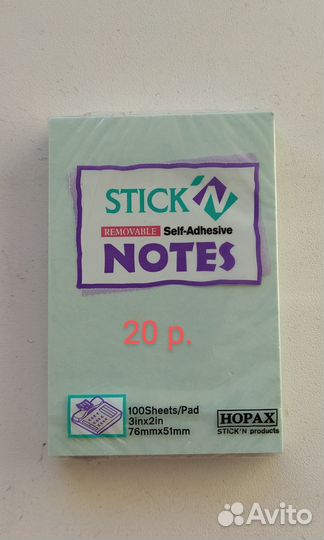 STICK'N
REMOVABLE Self-Adhesive
NOTES
20 р.
100Sheets/Pad
3inx2in
76mmx51mm
HOPAX
STICK'N products
Avito